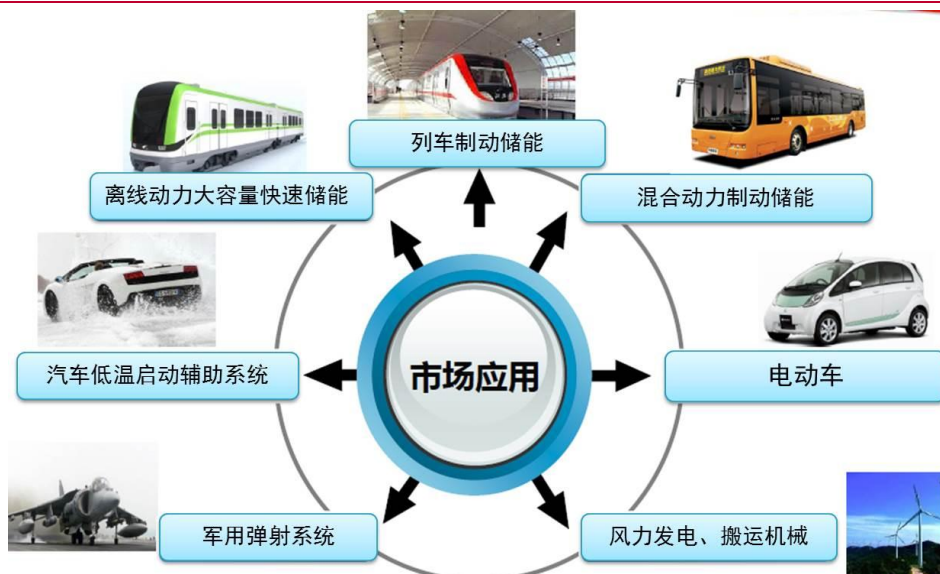 列车制动储能
离线动力大容量快速储能
混合动力制动储能
汽车低温启动辅助系统
市场应用
电动车
军用弹射系统
风力发电、搬运机械